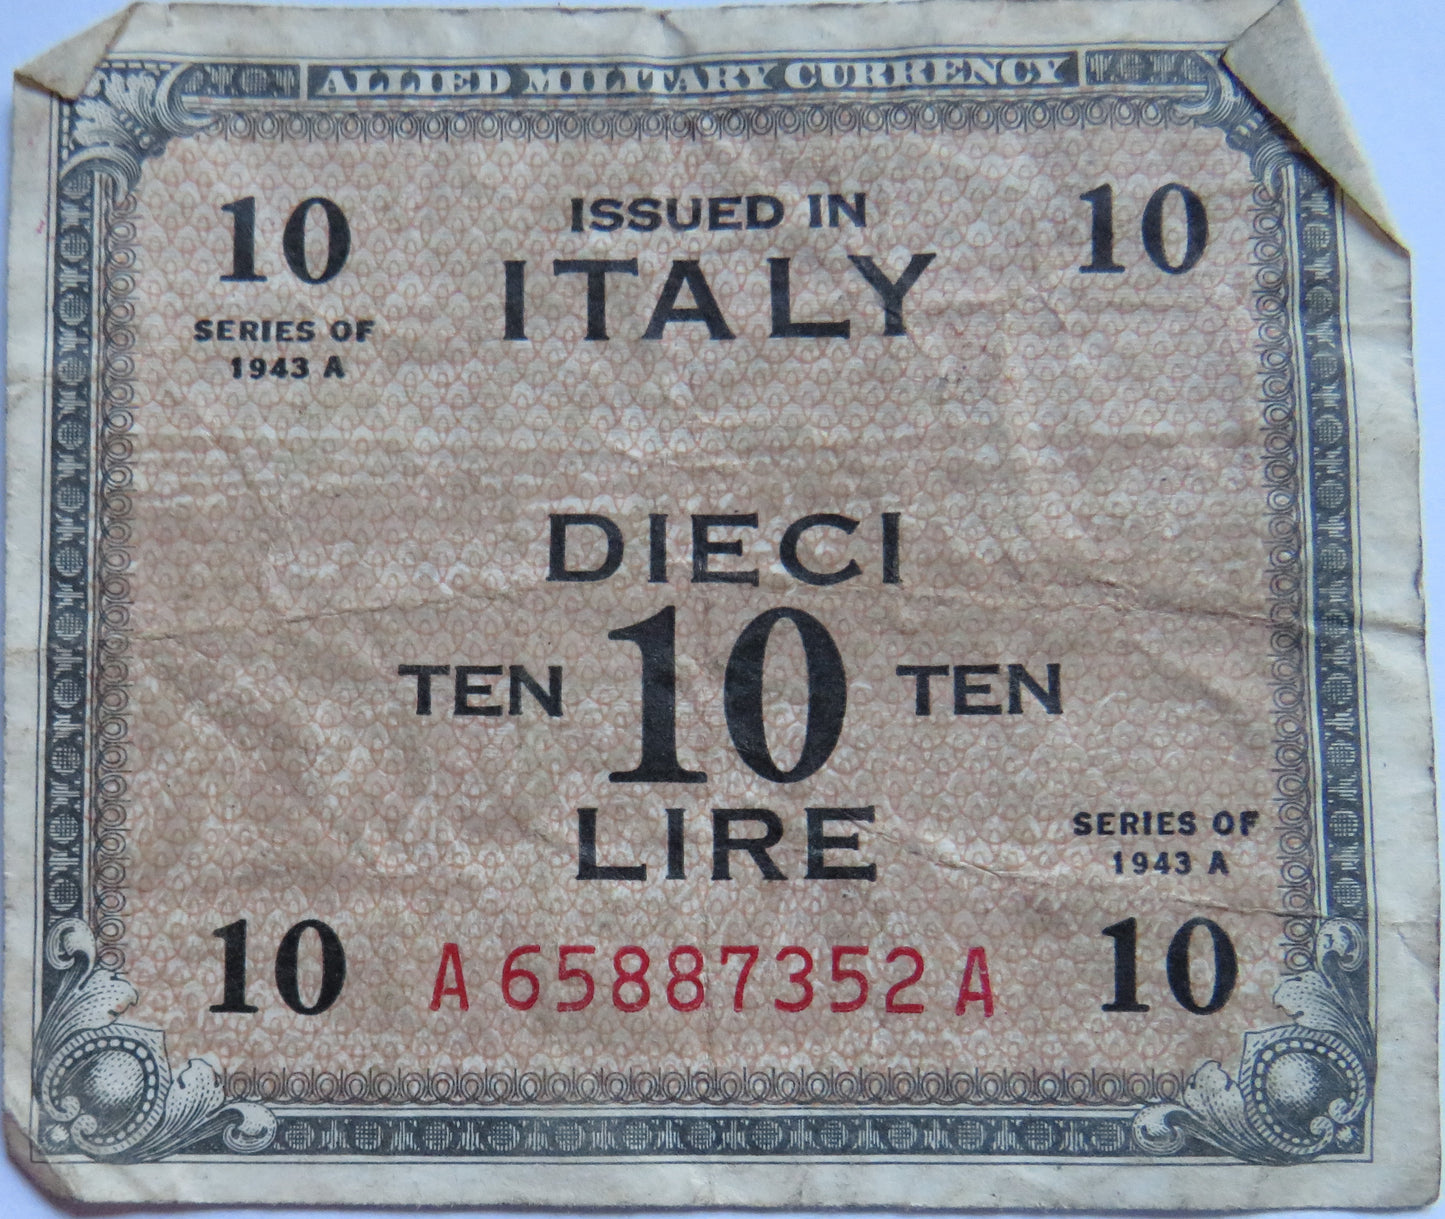 ALLIED MILITARY CURRENCY
10 ISSUED IN 10
ITALY
SERIES OF
1943 A
DIECI
TEN 10 TEN
LIRE
SERIES OF
1943 A
10 A65887352A 10